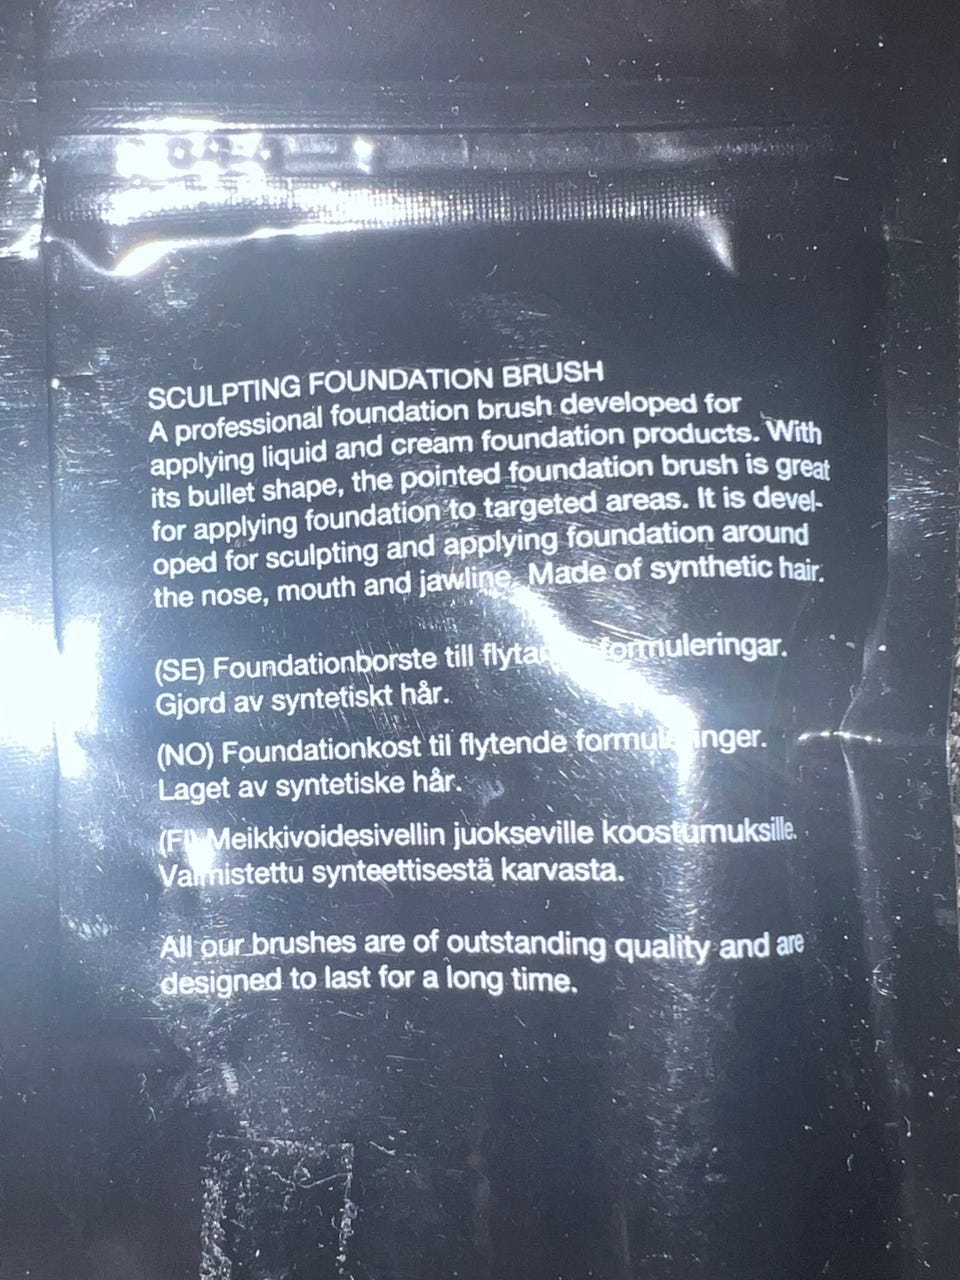 SCULPTING FOUNDATION BRUSH
A professional foundation brush developed for
applying liquid and cream foundation products. With
its bullet shape, the pointed foundation brush is great
for applying foundation to targeted areas. It is devel-
oped for sculpting and applying foundation around
the nose, mouth and jawline. Made of synthetic hair.
(SE) Foundationborste till formuleringar.
Gjord av syntetiskt hår.
(NO) Foundationkost til flytende formuleringer.
Laget av syntetiske hår.
(FI) Meikkivoidesivellin juokseville koostumuksille.
Valmistettu synteettisestä karvasta.
All our brushes are of outstanding quality and are
designed to last for a long time.